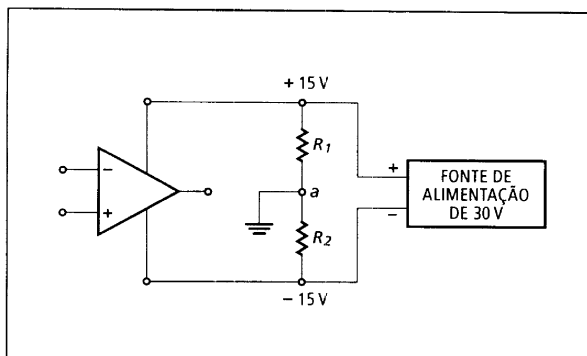 + 15 V
R1
a
R2
− 15 V
−
+
+
−
FONTE DE
ALIMENTAÇÃO
DE 30 V